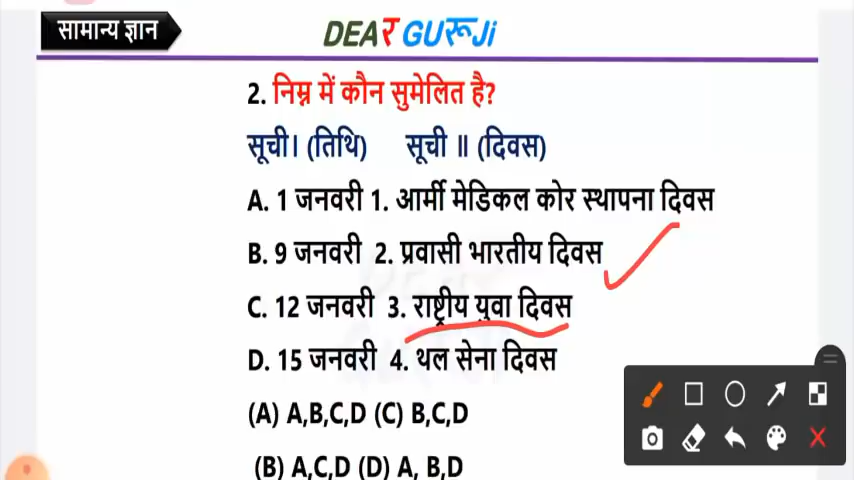 सामान्य ज्ञान
DEAर GURूJi
2. निम्न में कौन सुमेलित है?
सूची। (तिथि) सूची ॥ (दिवस)
A. 1 जनवरी 1. आर्मी मेडिकल कोर स्थापना दिवस
B. 9 जनवरी 2. प्रवासी भारतीय दिवस
C. 12 जनवरी 3. राष्ट्रीय युवा दिवस
D. 15 जनवरी 4. थल सेना दिवस
(A) A,B,C,D (C) B,C,D
(B) A,C,D (D) A, B,D